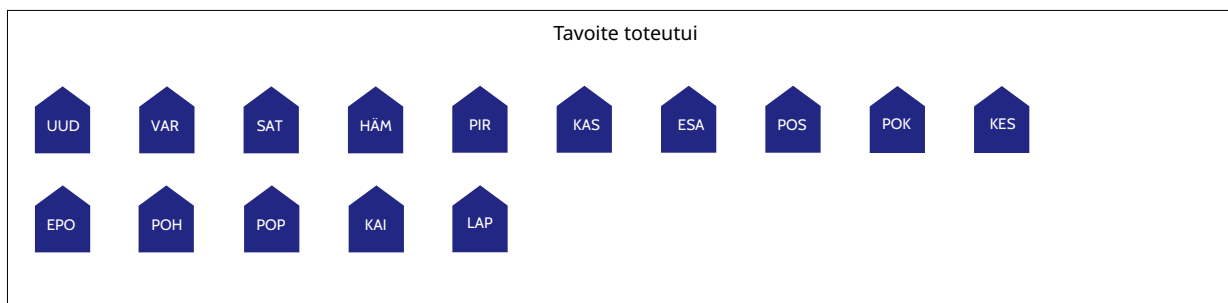 Tavoite toteutui
UUD VAR SAT HÄM PIR KAS ESA POS POK KES
EPO POH POP KAI LAP